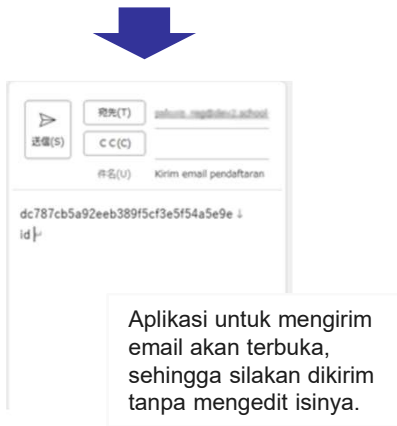 宛先(T)
送信(S)
CC(C)
件名(U) Kirim email pendaftaran
dc787cb5a92eeb389f5cf3e5f54a5e9e↓
id↵
Aplikasi untuk mengirim
email akan terbuka,
sehingga silakan dikirim
tanpa mengedit isinya.